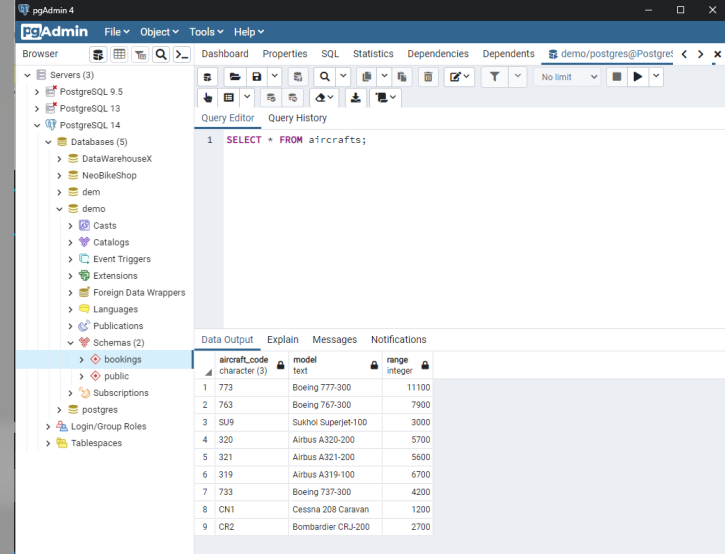 pgAdmin 4
pgAdmin File Object Tools Help
Browser Dashboard Properties SQL Statistics Dependencies Dependents demo/postgres@Postgre
Servers (3)
PostgreSQL 9.5
PostgreSQL 13
PostgreSQL 14
Databases (5)
DataWarehouseX
NeoBikeShop
dem
demo
Casts
Catalogs
Event Triggers
Extensions
Foreign Data Wrappers
Languages
Publications
Schemas (2)
bookings
public
Subscriptions
postgres
Login/Group Roles
Tablespaces
No limit
Query Editor Query History
1 SELECT * FROM aircrafts;
Data Output Explain Messages Notifications
aircraft_code model range
character (3) text integer
1 773 Boeing 777-300 11100
2 763 Boeing 767-300 7900
3 SU9 Sukhoi Superjet-100 3000
4 320 Airbus A320-200 5700
5 321 Airbus A321-200 5600
6 319 Airbus A319-100 6700
7 733 Boeing 737-300 4200
8 CN1 Cessna 208 Caravan 1200
9 CR2 Bombardier CRJ-200 2700